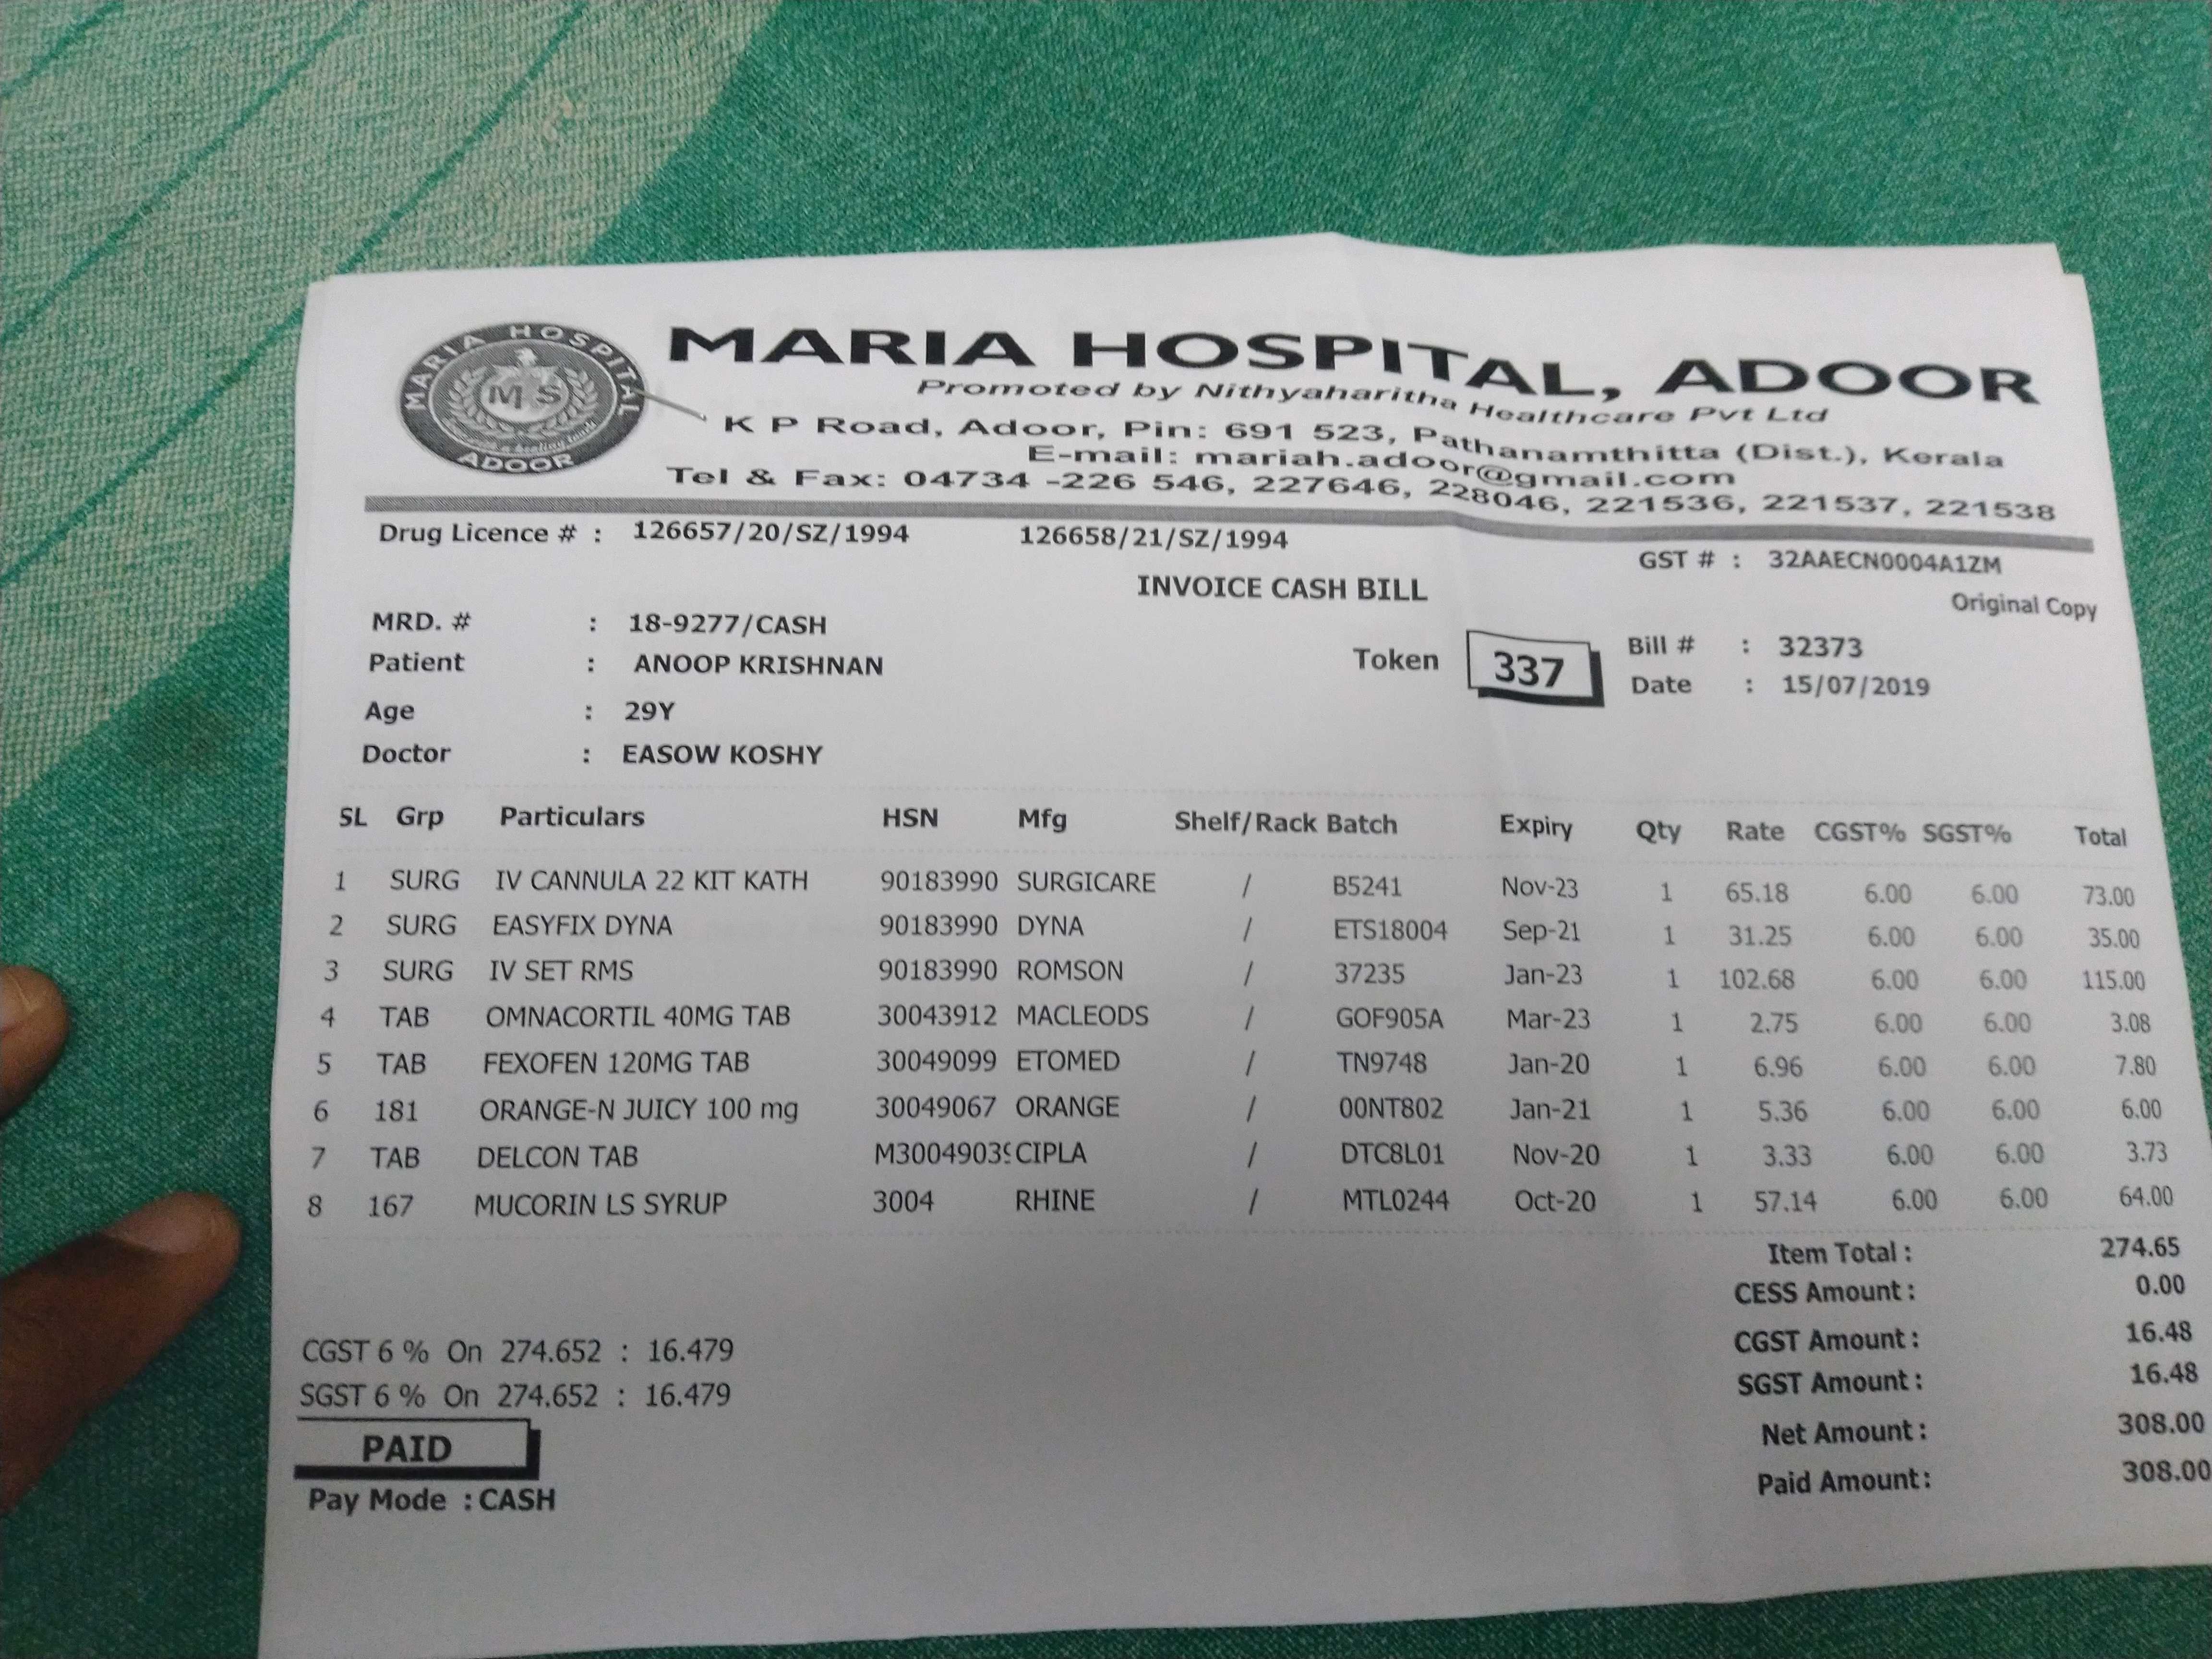 MARIA HOSPITAL
M S
ADOOR
MARIA HOSPITAL, ADOOR
Promoted by Nithyaharitha Healthcare Pvt Ltd
K P Road, Adoor, Pin: 691 523, Pathanamthitta (Dist.), Kerala
E-mail: mariah.adoor@gmail.com
Tel & Fax: 04734 -226 546, 227646, 228046, 221536, 221537, 221538
Drug Licence # : 126657/20/SZ/1994 126658/21/SZ/1994
GST # : 32AAECN0004A1ZM
INVOICE CASH BILL
Original Copy
MRD. # : 18-9277/CASH
Patient : ANOOP KRISHNAN
Token 337
Bill # : 32373
Date : 15/07/2019
Age : 29Y
Doctor : EASOW KOSHY
SL Grp Particulars HSN Mfg Shelf/Rack Batch Expiry Qty Rate CGST% SGST% Total
1 SURG IV CANNULA 22 KIT KATH 90183990 SURGICARE / B5241 Nov-23 1 65.18 6.00 6.00 73.00
2 SURG EASYFIX DYNA 90183990 DYNA / ETS18004 Sep-21 1 31.25 6.00 6.00 35.00
3 SURG IV SET RMS 90183990 ROMSON / 37235 Jan-23 1 102.68 6.00 6.00 115.00
4 TAB OMNACORTIL 40MG TAB 30043912 MACLEODS / GOF905A Mar-23 1 2.75 6.00 6.00 3.08
5 TAB FEXOFEN 120MG TAB 30049099 ETOMED / TN9748 Jan-20 1 6.96 6.00 6.00 7.80
6 181 ORANGE-N JUICY 100 mg 30049067 ORANGE / 00NT802 Jan-21 1 5.36 6.00 6.00 6.00
7 TAB DELCON TAB M30049039 CIPLA / DTC8L01 Nov-20 1 3.33 6.00 6.00 3.73
8 167 MUCORIN LS SYRUP 3004 RHINE / MTL0244 Oct-20 1 57.14 6.00 6.00 64.00
Item Total : 274.65
CESS Amount : 0.00
CGST 6 % On 274.652 : 16.479
CGST Amount : 16.48
SGST 6 % On 274.652 : 16.479
SGST Amount : 16.48
PAID
Net Amount : 308.00
Pay Mode : CASH
Paid Amount: 308.00